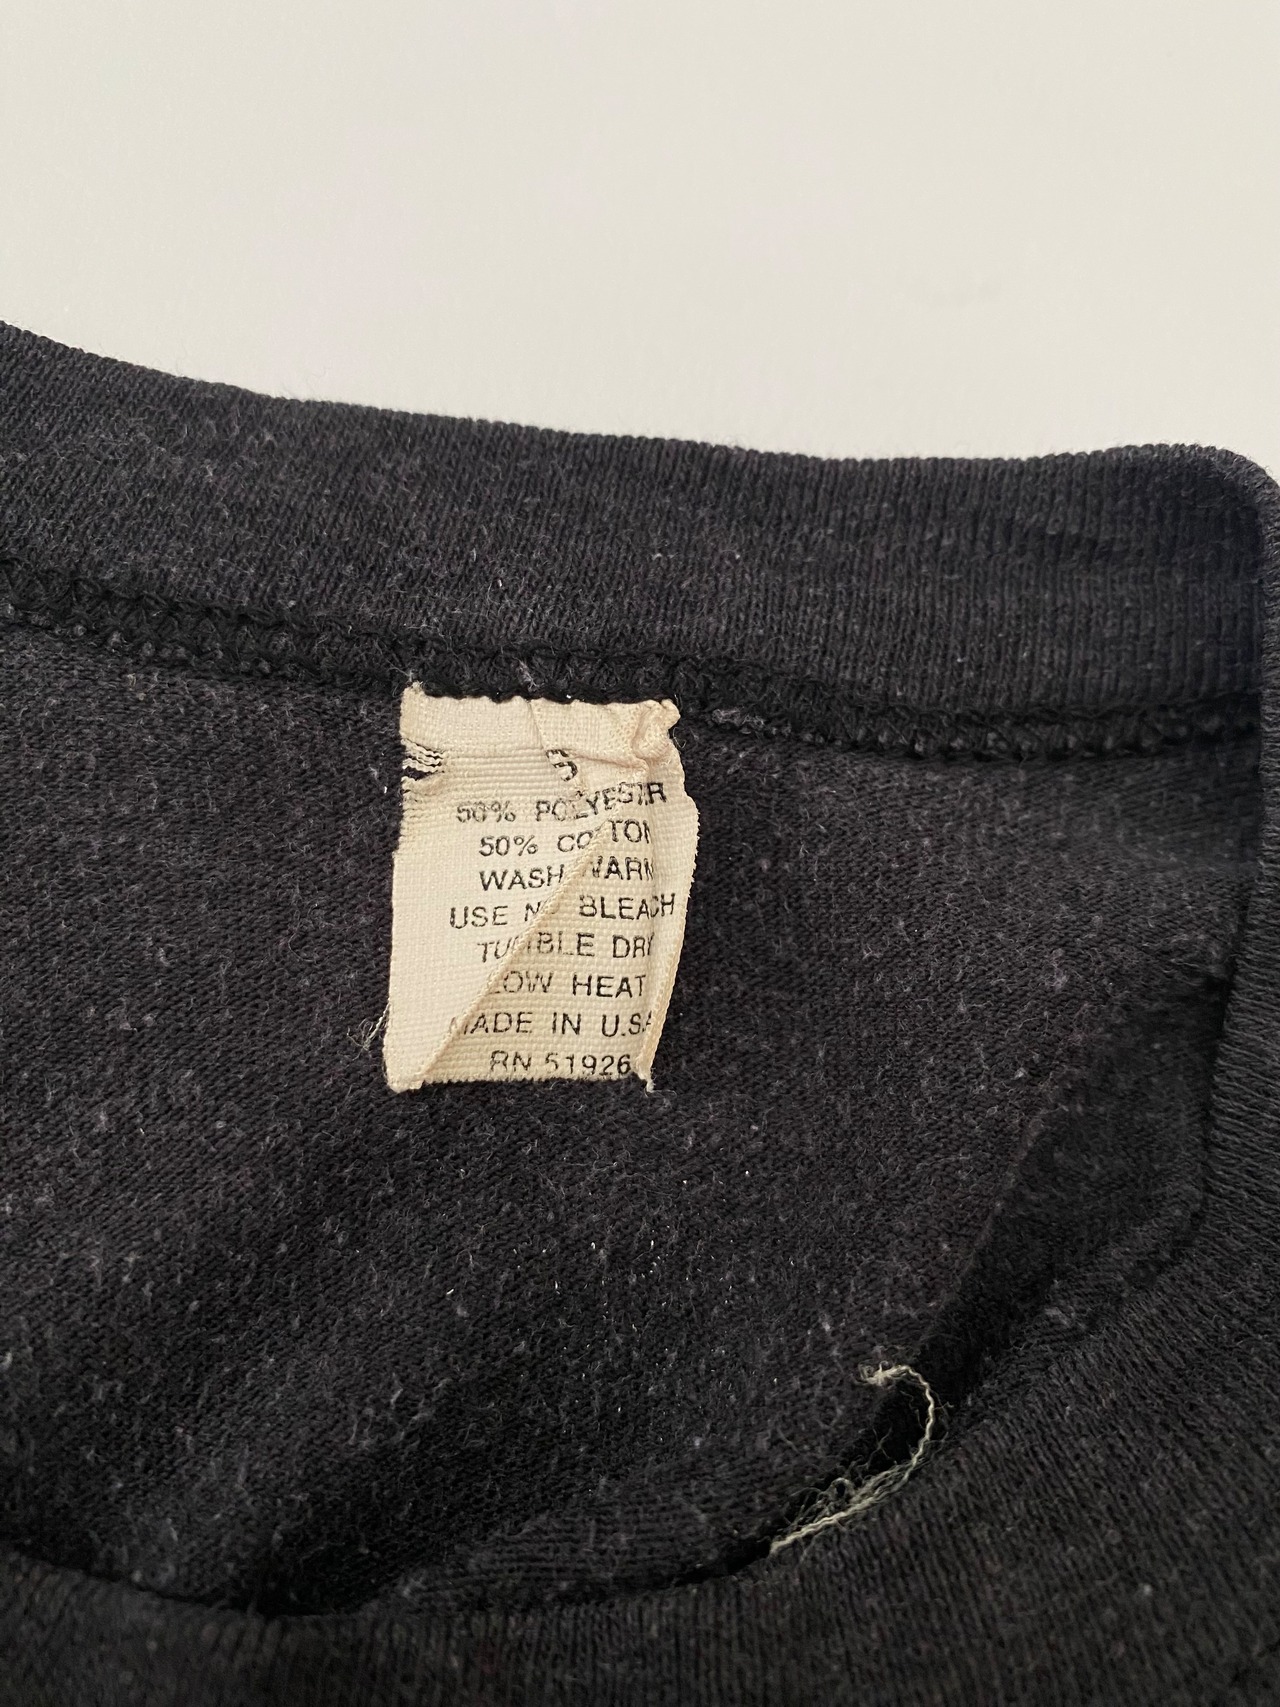 S
50% POLYESTER
50% COTTON
WASH WARM
USE NO BLEACH
TUMBLE DRY
LOW HEAT
MADE IN U.S.A
RN 51926